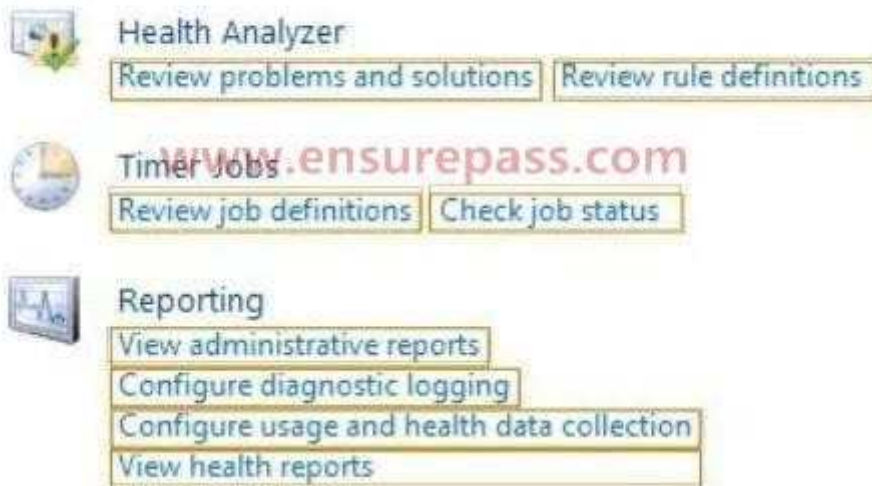 Health Analyzer
Review problems and solutions Review rule definitions
www.ensurepass.com
Timer Jobs
Review job definitions Check job status
Reporting
View administrative reports
Configure diagnostic logging
Configure usage and health data collection
View health reports